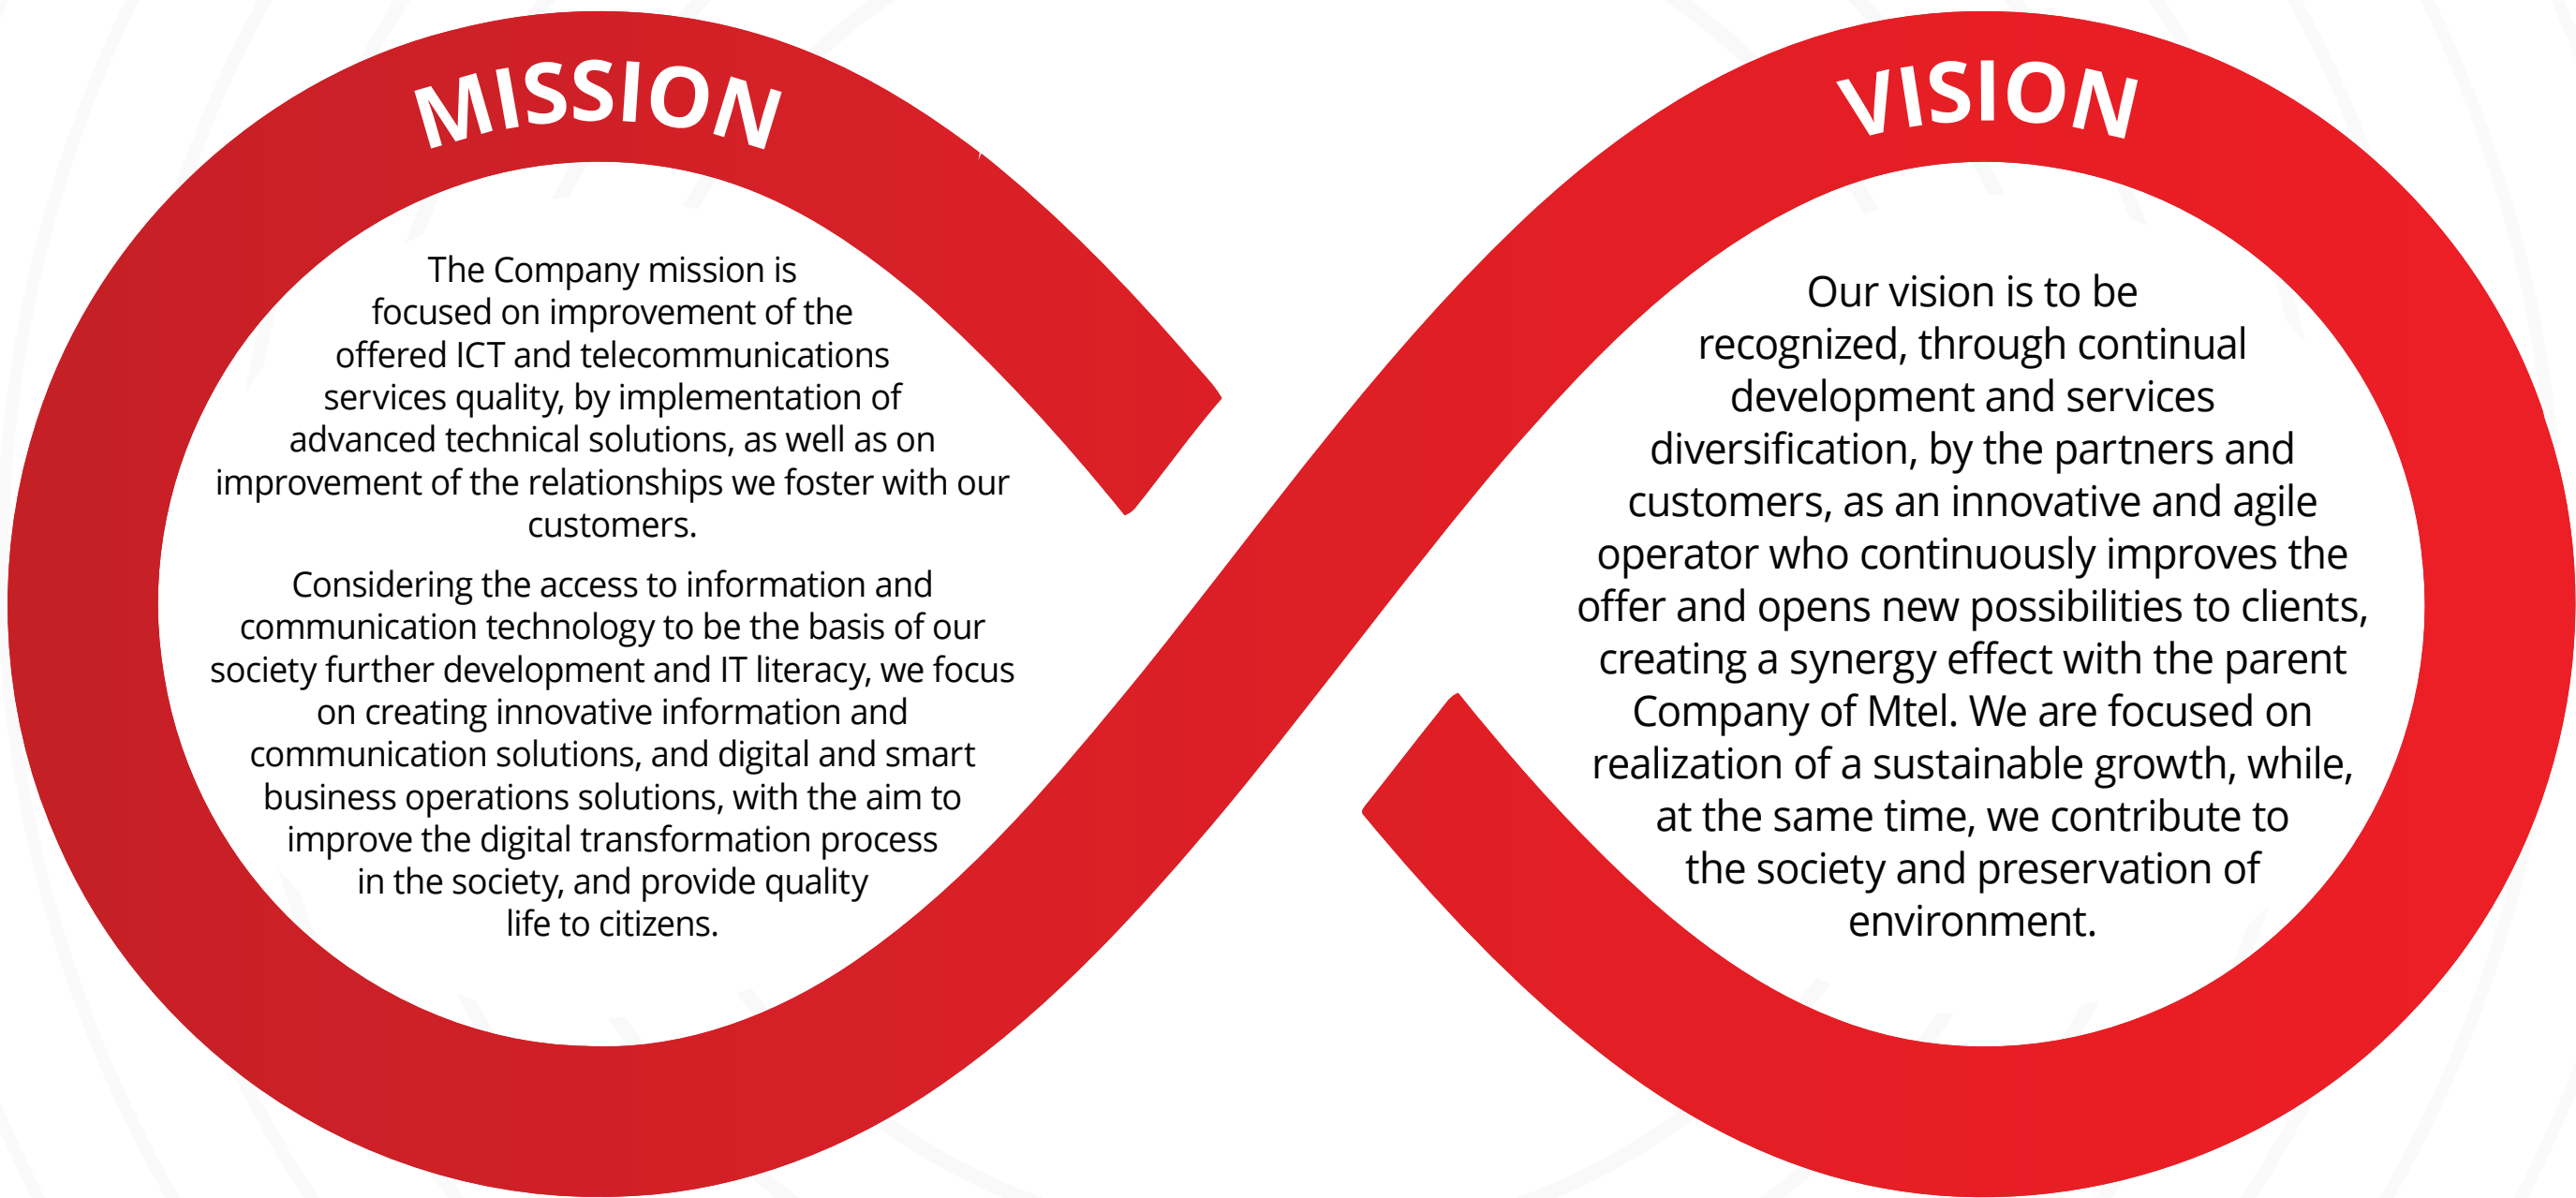 MISSION
The Company mission is
focused on improvement of the
offered ICT and telecommunications
services quality, by implementation of
advanced technical solutions, as well as on
improvement of the relationships we foster with our
customers.
Considering the access to information and
communication technology to be the basis of our
society further development and IT literacy, we focus
on creating innovative information and
communication solutions, and digital and smart
business operations solutions, with the aim to
improve the digital transformation process
in the society, and provide quality
life to citizens.
VISION
Our vision is to be
recognized, through continual
development and services
diversification, by the partners and
customers, as an innovative and agile
operator who continuously improves the
offer and opens new possibilities to clients,
creating a synergy effect with the parent
Company of Mtel. We are focused on
realization of a sustainable growth, while,
at the same time, we contribute to
the society and preservation of
environment.